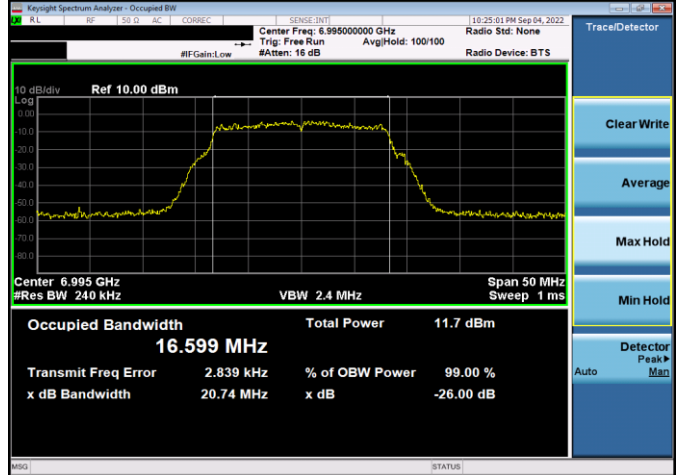 Keysight Spectrum Analyzer - Occupied BW
RL RF 50 Ω AC CORREC SENSE:INT 10:25:01 PM Sep 04, 2022
Center Freq: 6.995000000 GHz Radio Std: None
Trig: Free Run Avg|Hold: 100/100
#IFGain:Low #Atten: 16 dB Radio Device: BTS
Trace/Detector
10 dB/div Ref 10.00 dBm
Log
0.00
-10.0
-20.0
-30.0
-40.0
-50.0
-60.0
-70.0
-80.0
Center 6.995 GHz Span 50 MHz
#Res BW 240 kHz VBW 2.4 MHz Sweep 1 ms
Occupied Bandwidth Total Power 11.7 dBm
16.599 MHz
Transmit Freq Error 2.839 kHz % of OBW Power 99.00 %
x dB Bandwidth 20.74 MHz x dB -26.00 dB
Clear Write
Average
Max Hold
Min Hold
Detector
Peak▶
Auto Man
MSG STATUS